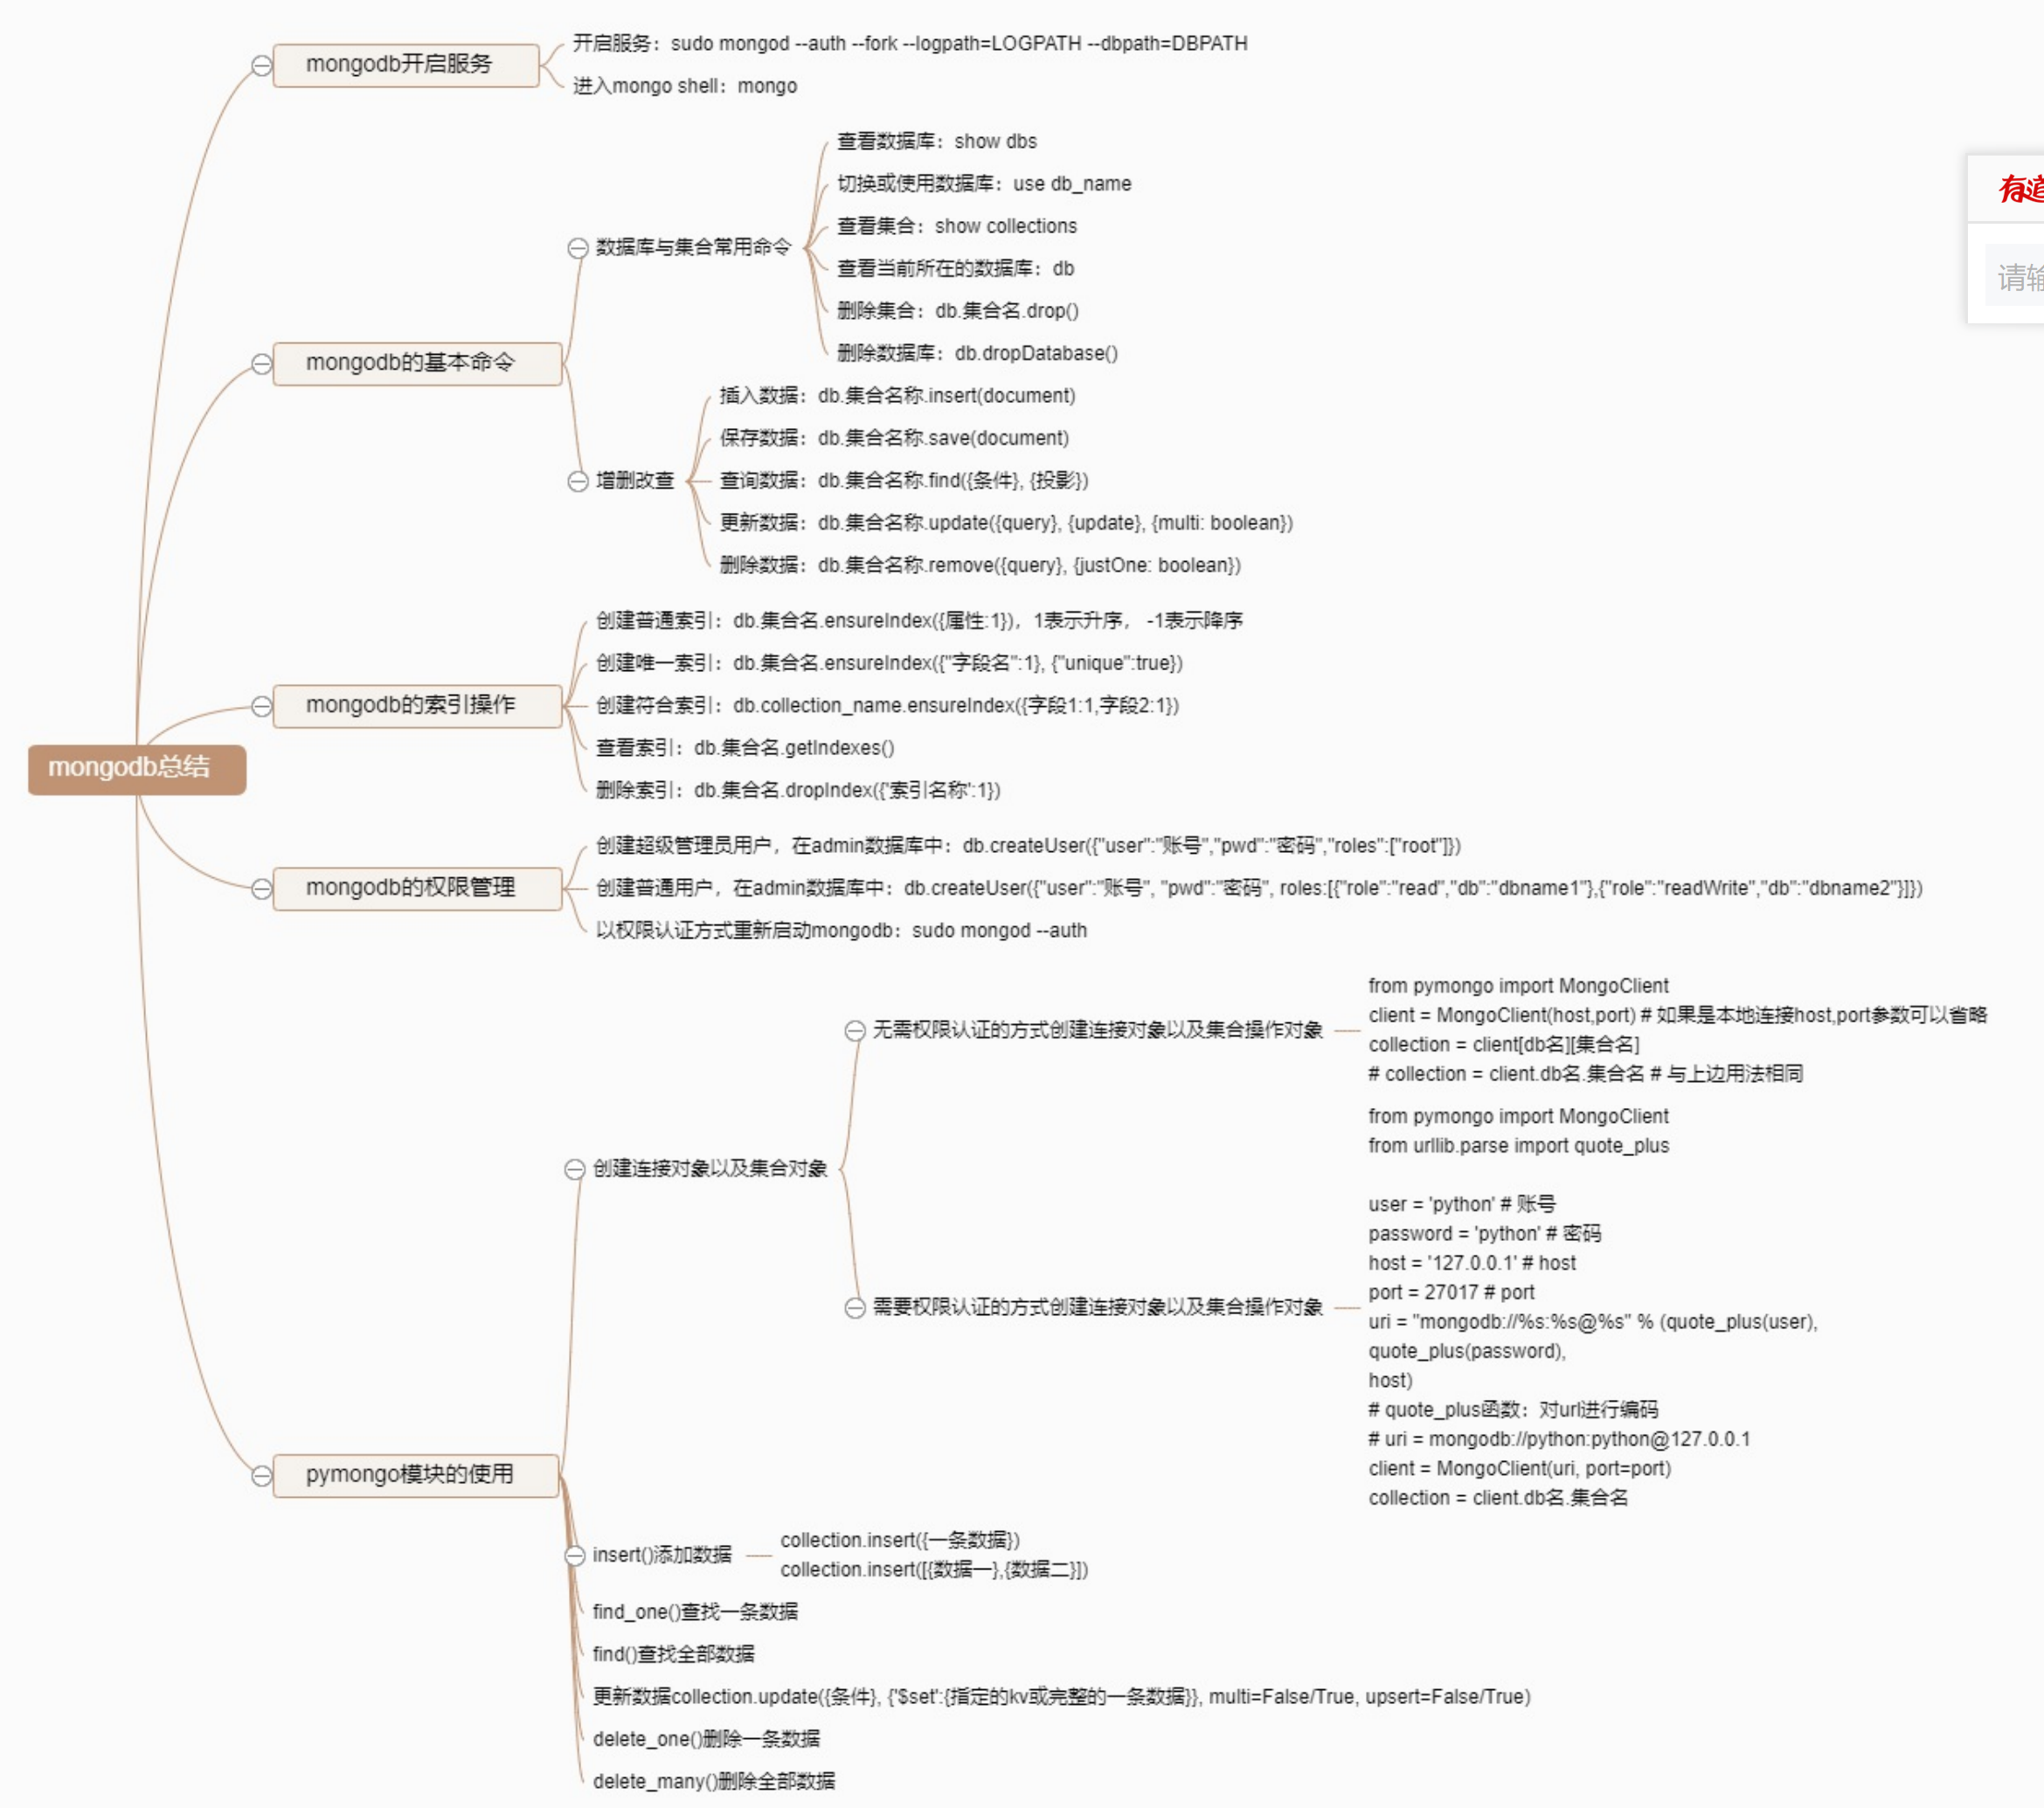 mongodb总结
mongodb开启服务
开启服务：sudo mongod --auth --fork --logpath=LOGPATH --dbpath=DBPATH
进入mongo shell：mongo
mongodb的基本命令
数据库与集合常用命令
查看数据库：show dbs
切换或使用数据库：use db_name
查看集合：show collections
查看当前所在的数据库：db
删除集合：db.集合名.drop()
删除数据库：db.dropDatabase()
增删改查
插入数据：db.集合名称.insert(document)
保存数据：db.集合名称.save(document)
查询数据：db.集合名称.find({条件}, {投影})
更新数据：db.集合名称.update({query}, {update}, {multi: boolean})
删除数据：db.集合名称.remove({query}, {justOne: boolean})
mongodb的索引操作
创建普通索引：db.集合名.ensureIndex({属性:1})，1表示升序， -1表示降序
创建唯一索引：db.集合名.ensureIndex({"字段名":1}, {"unique":true})
创建符合索引：db.collection_name.ensureIndex({字段1:1,字段2:1})
查看索引：db.集合名.getIndexes()
删除索引：db.集合名.dropIndex({'索引名称':1})
mongodb的权限管理
创建超级管理员用户，在admin数据库中：db.createUser({"user":"账号","pwd":"密码","roles":["root"]})
创建普通用户，在admin数据库中：db.createUser({"user":"账号", "pwd":"密码", roles:[{"role":"read","db":"dbname1"},{"role":"readWrite","db":"dbname2"}]})
以权限认证方式重新启动mongodb：sudo mongod --auth
pymongo模块的使用
创建连接对象以及集合对象
无需权限认证的方式创建连接对象以及集合操作对象
from pymongo import MongoClient
client = MongoClient(host,port) # 如果是本地连接host,port参数可以省略
collection = client[db名][集合名]
# collection = client.db名.集合名 # 与上边用法相同
需要权限认证的方式创建连接对象以及集合操作对象
from pymongo import MongoClient
from urllib.parse import quote_plus
user = 'python' # 账号
password = 'python' # 密码
host = '127.0.0.1' # host
port = 27017 # port
uri = "mongodb://%s:%s@%s" % (quote_plus(user),
quote_plus(password),
host)
# quote_plus函数：对url进行编码
# uri = mongodb://python:python@127.0.0.1
client = MongoClient(uri, port=port)
collection = client.db名.集合名
insert()添加数据
collection.insert({一条数据})
collection.insert([{数据一},{数据二}])
find_one()查找一条数据
find()查找全部数据
更新数据collection.update({条件}, {'$set':{指定的kv或完整的一条数据}}, multi=False/True, upsert=False/True)
delete_one()删除一条数据
delete_many()删除全部数据
有道
请输